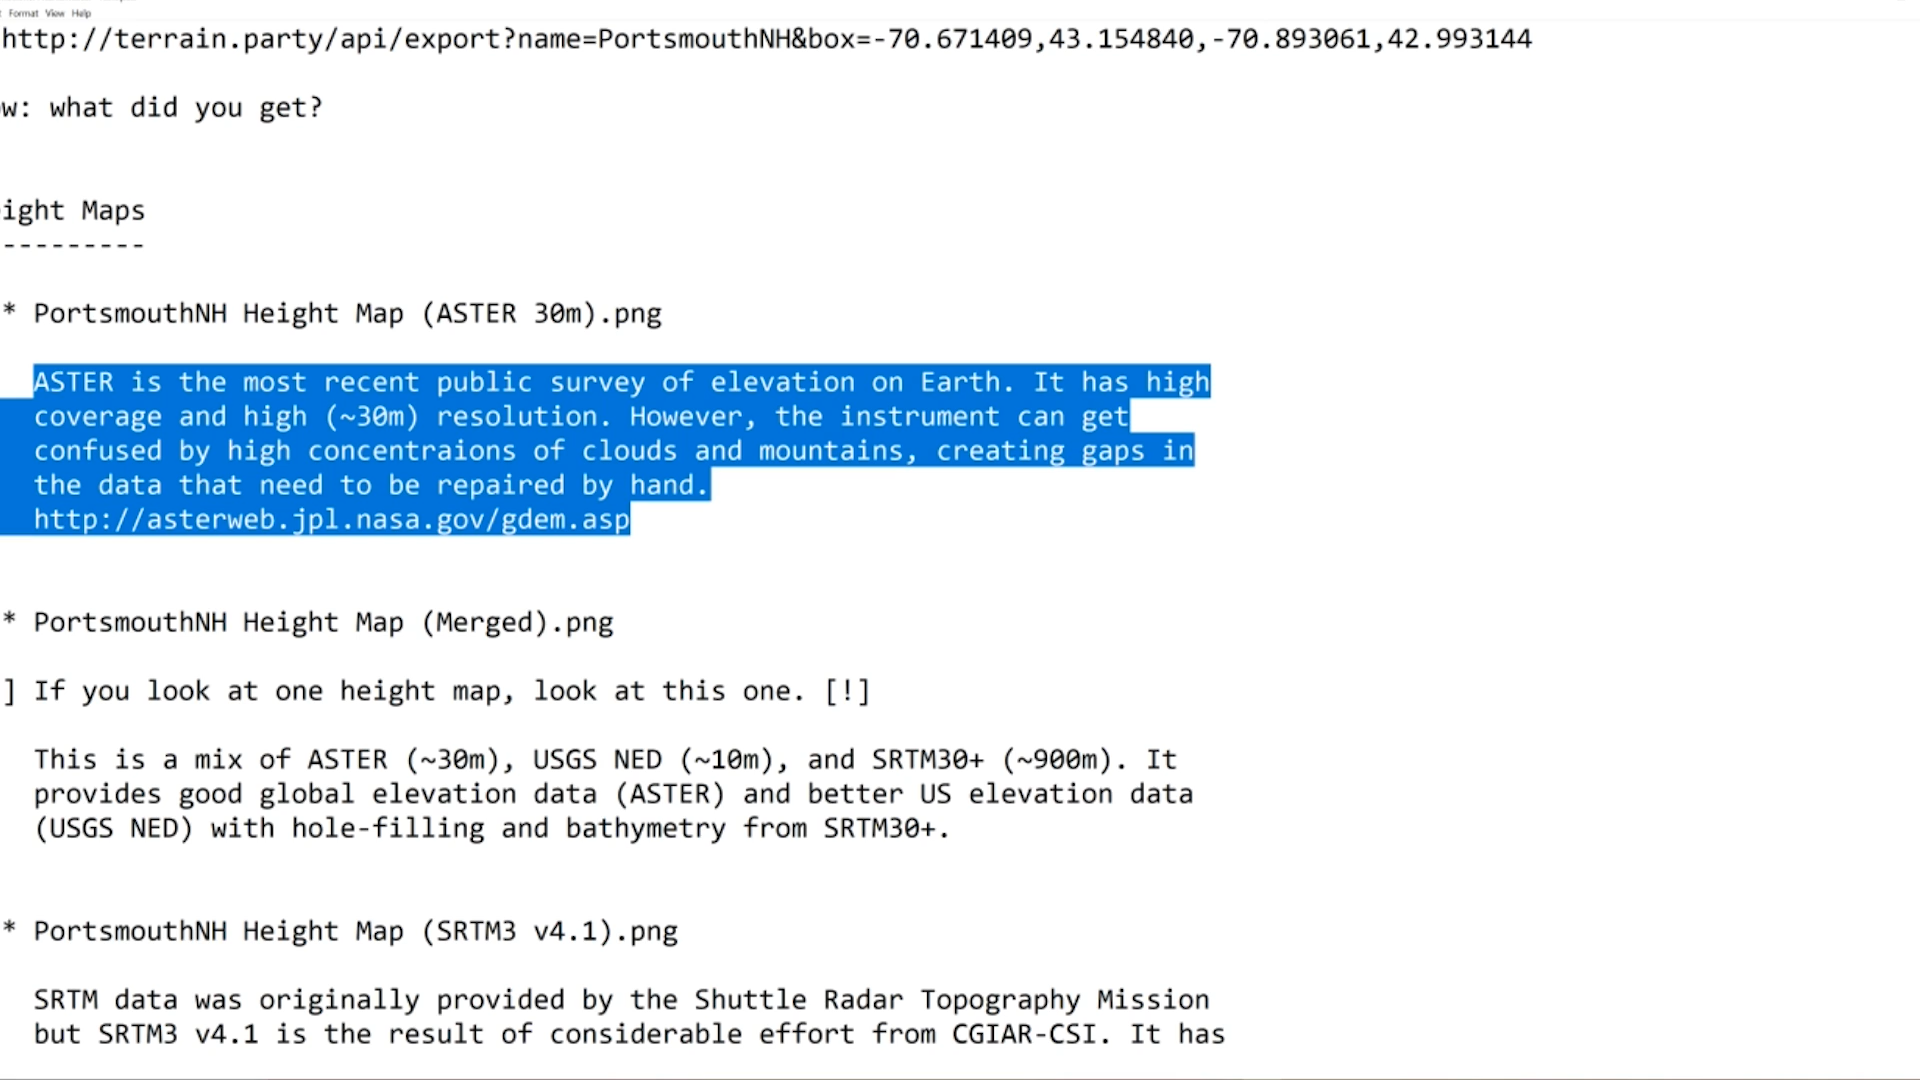 Format View Help
http://terrain.party/api/export?name=PortsmouthNH&box=-70.671409,43.154840,-70.893061,42.993144
w: what did you get?
ight Maps
---------
* PortsmouthNH Height Map (ASTER 30m).png
ASTER is the most recent public survey of elevation on Earth. It has high
coverage and high (~30m) resolution. However, the instrument can get
confused by high concentraions of clouds and mountains, creating gaps in
the data that need to be repaired by hand.
http://asterweb.jpl.nasa.gov/gdem.asp
* PortsmouthNH Height Map (Merged).png
] If you look at one height map, look at this one. [!]
This is a mix of ASTER (~30m), USGS NED (~10m), and SRTM30+ (~900m). It
provides good global elevation data (ASTER) and better US elevation data
(USGS NED) with hole-filling and bathymetry from SRTM30+.
* PortsmouthNH Height Map (SRTM3 v4.1).png
SRTM data was originally provided by the Shuttle Radar Topography Mission
but SRTM3 v4.1 is the result of considerable effort from CGIAR-CSI. It has